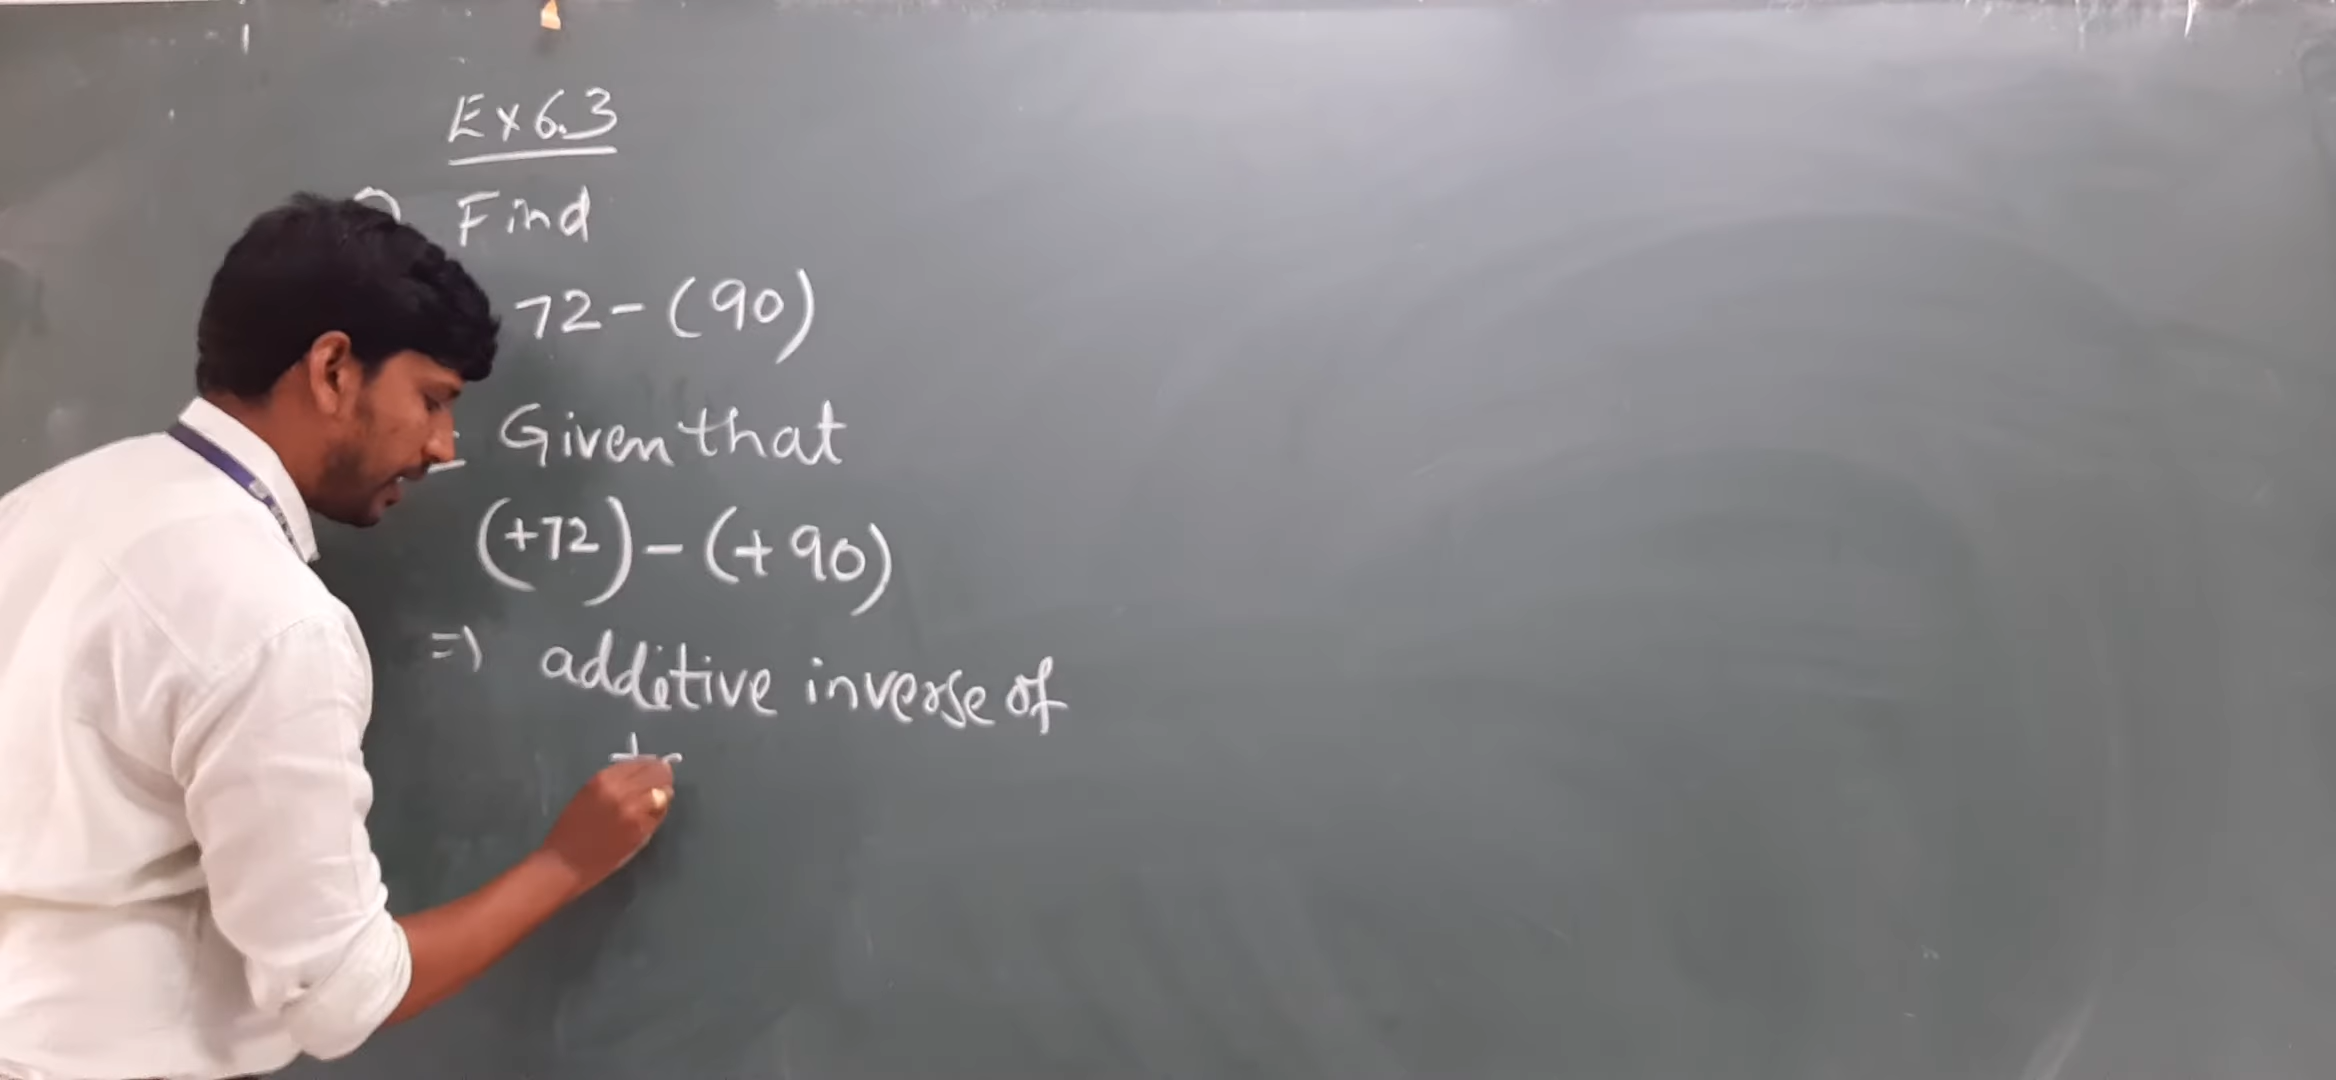 Ex 6.3
Find
72-(90)
Given that
(+72)-(+90)
=> additive inverse of
+